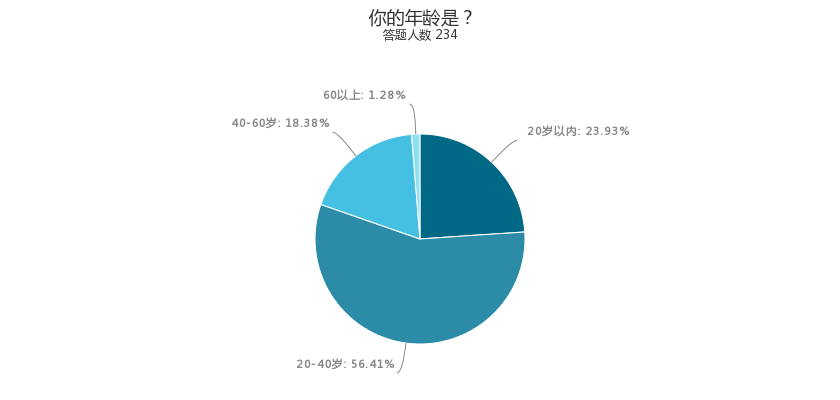 你的年龄是？
答题人数 234
60以上: 1.28%
40-60岁: 18.38%
20岁以内: 23.93%
20-40岁: 56.41%